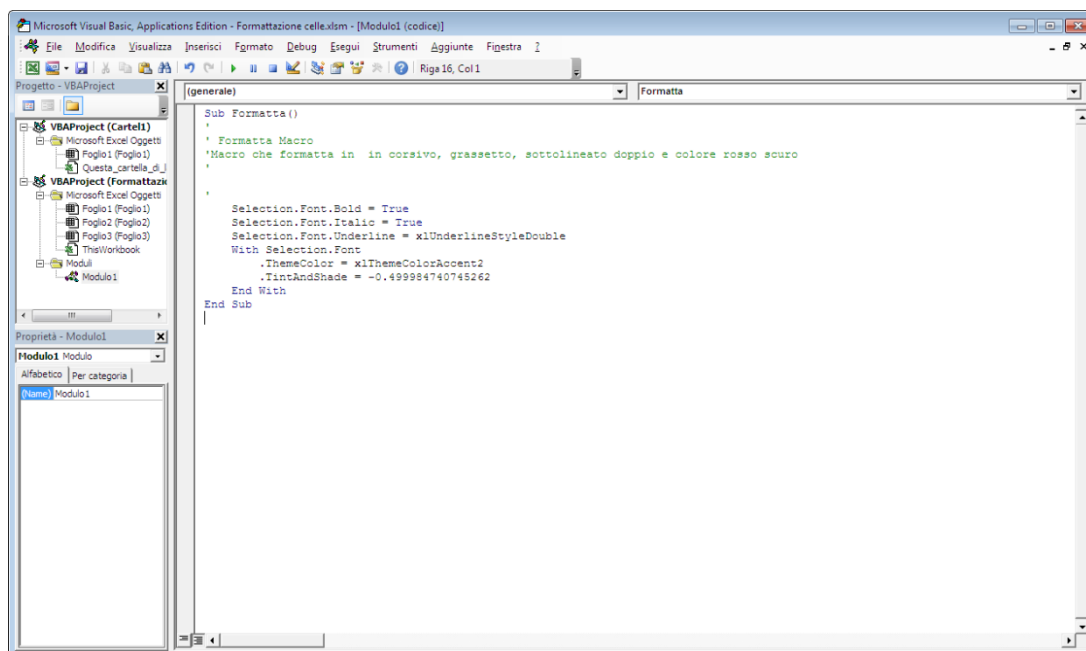 Microsoft Visual Basic, Applications Edition - Formattazione celle.xlsm - [Modulo1 (codice)]
File Modifica Visualizza Inserisci Formato Debug Esegui Strumenti Aggiunte Finestra ?
Riga 16, Col 1
Progetto - VBAProject
VBAProject (Cartel1)
Microsoft Excel Oggetti
Foglio1 (Foglio1)
Questa_cartella_di_l
VBAProject (Formattazi
Microsoft Excel Oggetti
Foglio1 (Foglio1)
Foglio2 (Foglio2)
Foglio3 (Foglio3)
ThisWorkbook
Moduli
Modulo1
Proprietà - Modulo1
Modulo1 Modulo
Alfabetico Per categoria
(Name) Modulo1
(generale) Formatta
Sub Formatta()
'
' Formatta Macro
'Macro che formatta in  in corsivo, grassetto, sottolineato doppio e colore rosso scuro
'
'
Selection.Font.Bold = True
Selection.Font.Italic = True
Selection.Font.Underline = xlUnderlineStyleDouble
With Selection.Font
.ThemeColor = xlThemeColorAccent2
.TintAndShade = -0.499984740745262
End With
End Sub